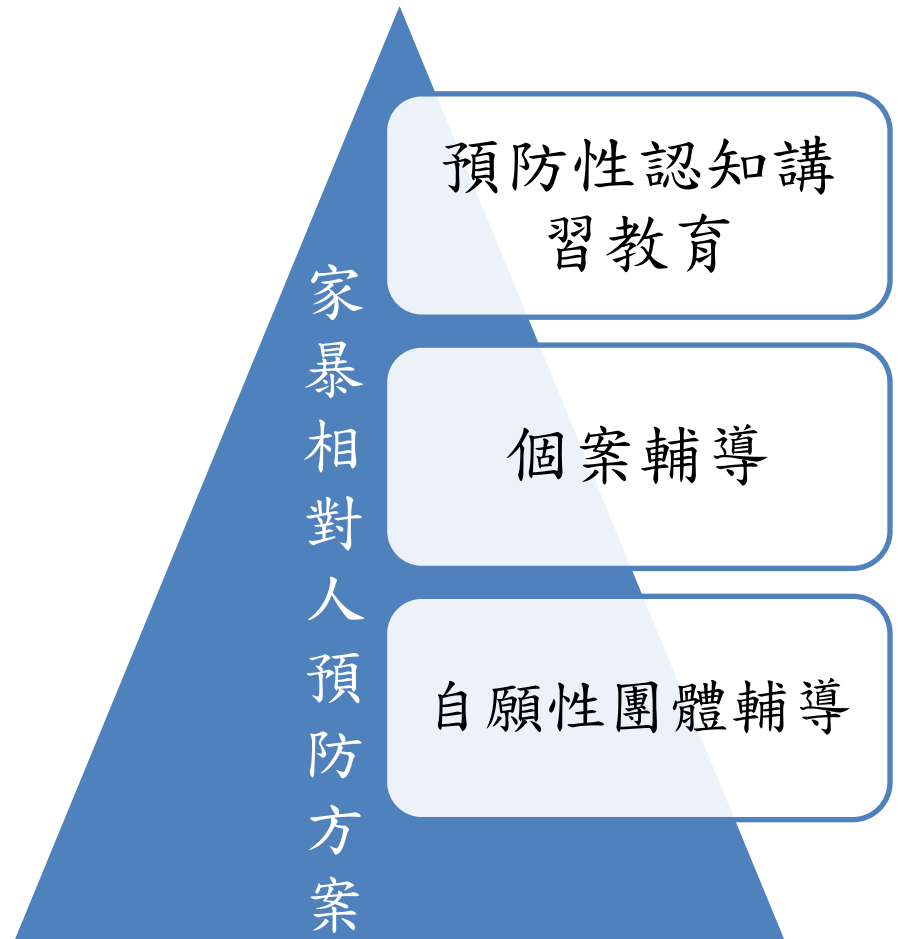 家暴相對人預防方案
預防性認知講
習教育
個案輔導
自願性團體輔導